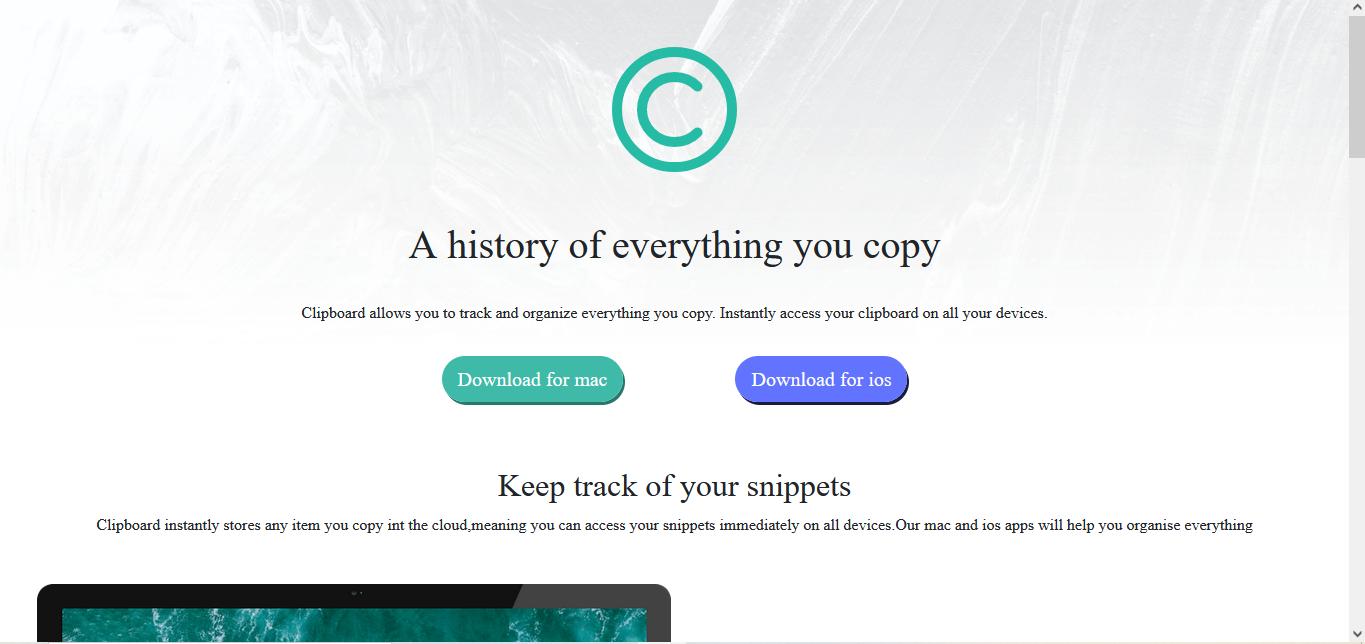 A history of everything you copy
Clipboard allows you to track and organize everything you copy. Instantly access your clipboard on all your devices.
Download for mac
Download for ios
Keep track of your snippets
Clipboard instantly stores any item you copy int the cloud,meaning you can access your snippets immediately on all devices.Our mac and ios apps will help you organise everything